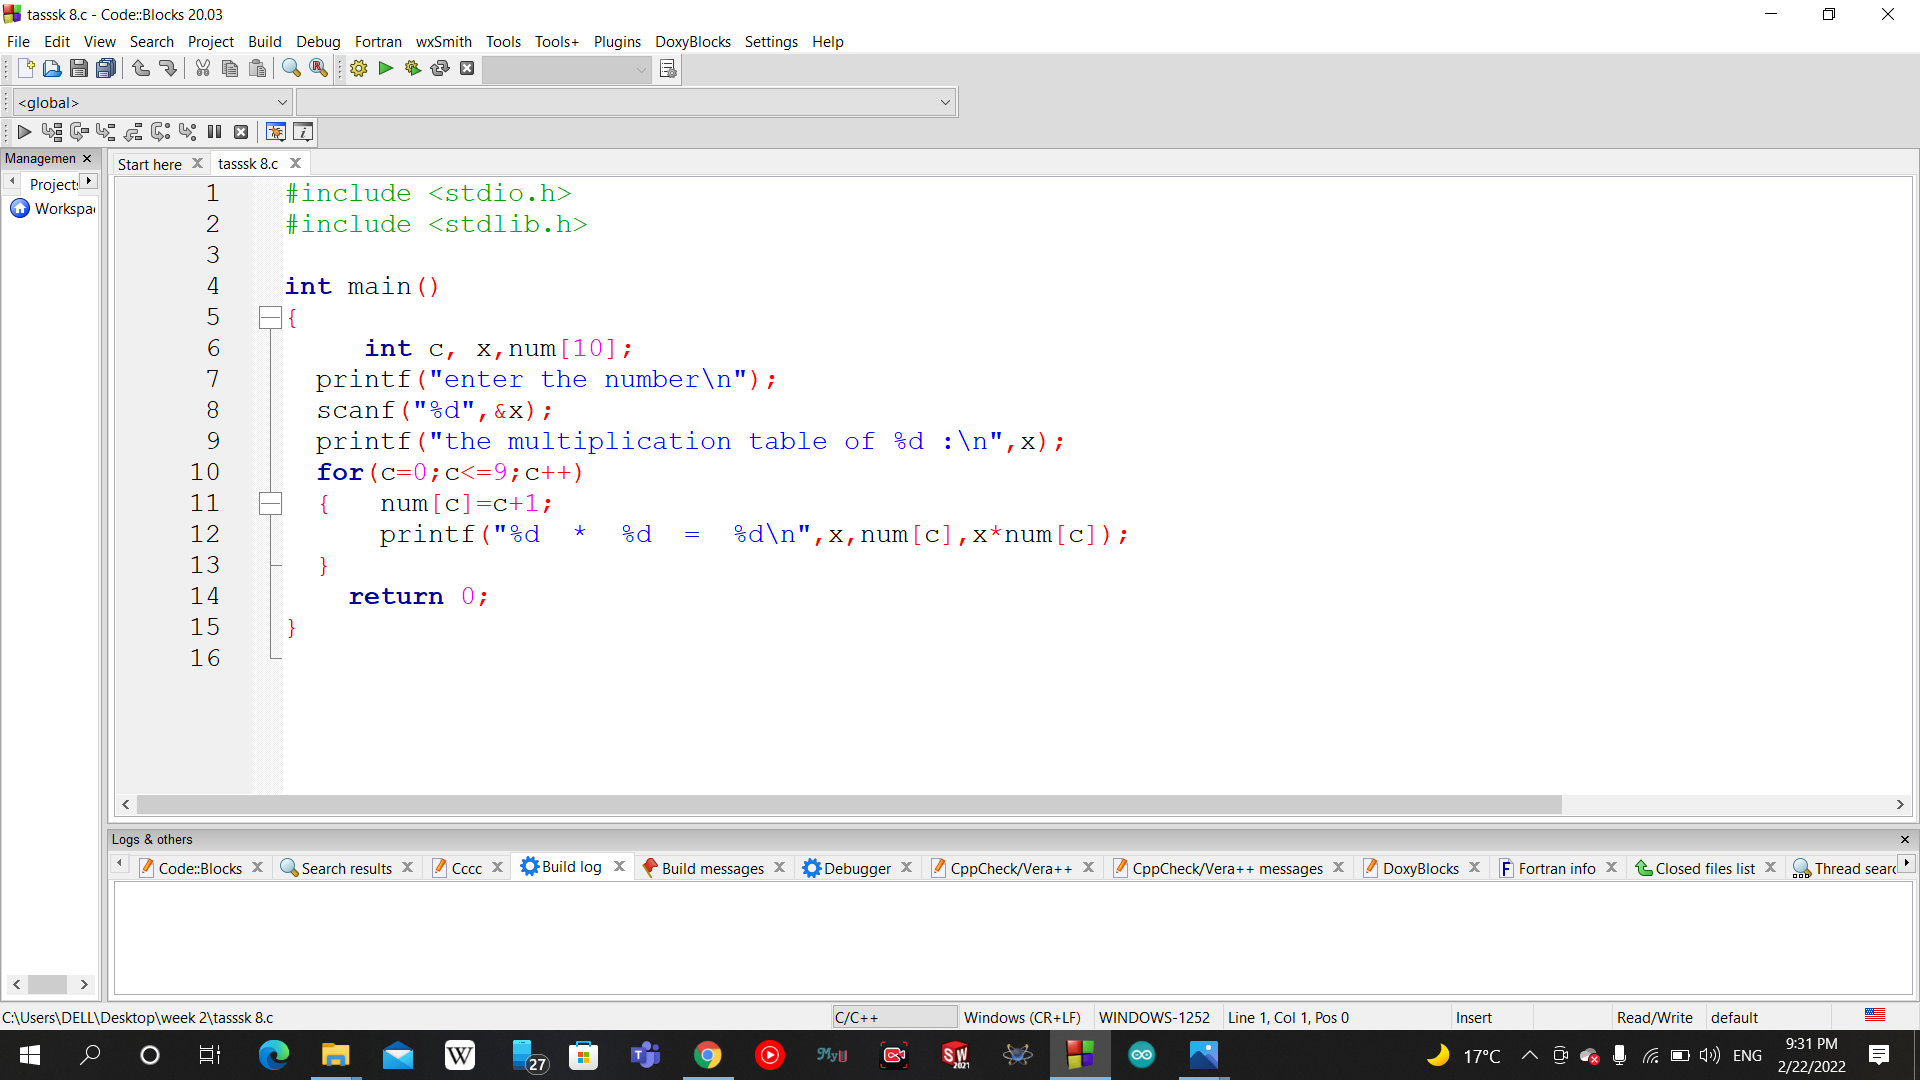 tasssk 8.c - Code::Blocks 20.03
File Edit View Search Project Build Debug Fortran wxSmith Tools Tools+ Plugins DoxyBlocks Settings Help
<global>
Managemen
Start here tasssk 8.c
Projects
Workspa
1 #include <stdio.h>
2 #include <stdlib.h>
3
4 int main()
5 {
6 int c, x,num[10];
7 printf("enter the number\n");
8 scanf("%d",&x);
9 printf("the multiplication table of %d :\n",x);
10 for(c=0;c<=9;c++)
11 { num[c]=c+1;
12 printf("%d  *  %d  =  %d\n",x,num[c],x*num[c]);
13 }
14 return 0;
15 }
16
Logs & others
Code::Blocks Search results Cccc Build log Build messages Debugger CppCheck/Vera++ CppCheck/Vera++ messages DoxyBlocks Fortran info Closed files list Thread searc
C:\Users\DELL\Desktop\week 2\tasssk 8.c C/C++ Windows (CR+LF) WINDOWS-1252 Line 1, Col 1, Pos 0 Insert Read/Write default
W 27 MyU SW 2021 17°C ENG 9:31 PM
2/22/2022